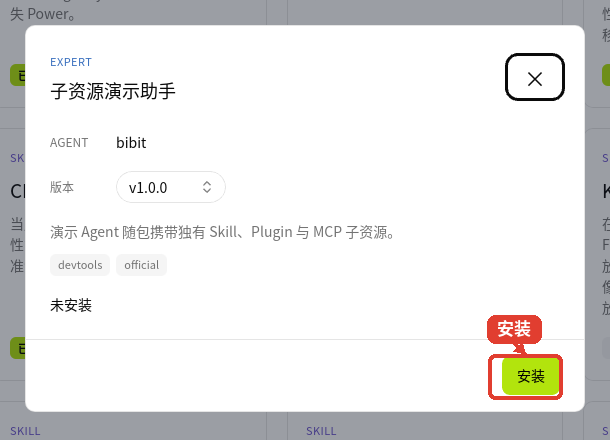 失 Power。
EXPERT
子资源演示助手
AGENT bibit
版本 v1.0.0
演示 Agent 随包携带独有 Skill、Plugin 与 MCP 子资源。
devtools official
未安装
安装
安装
SKILL SKILL